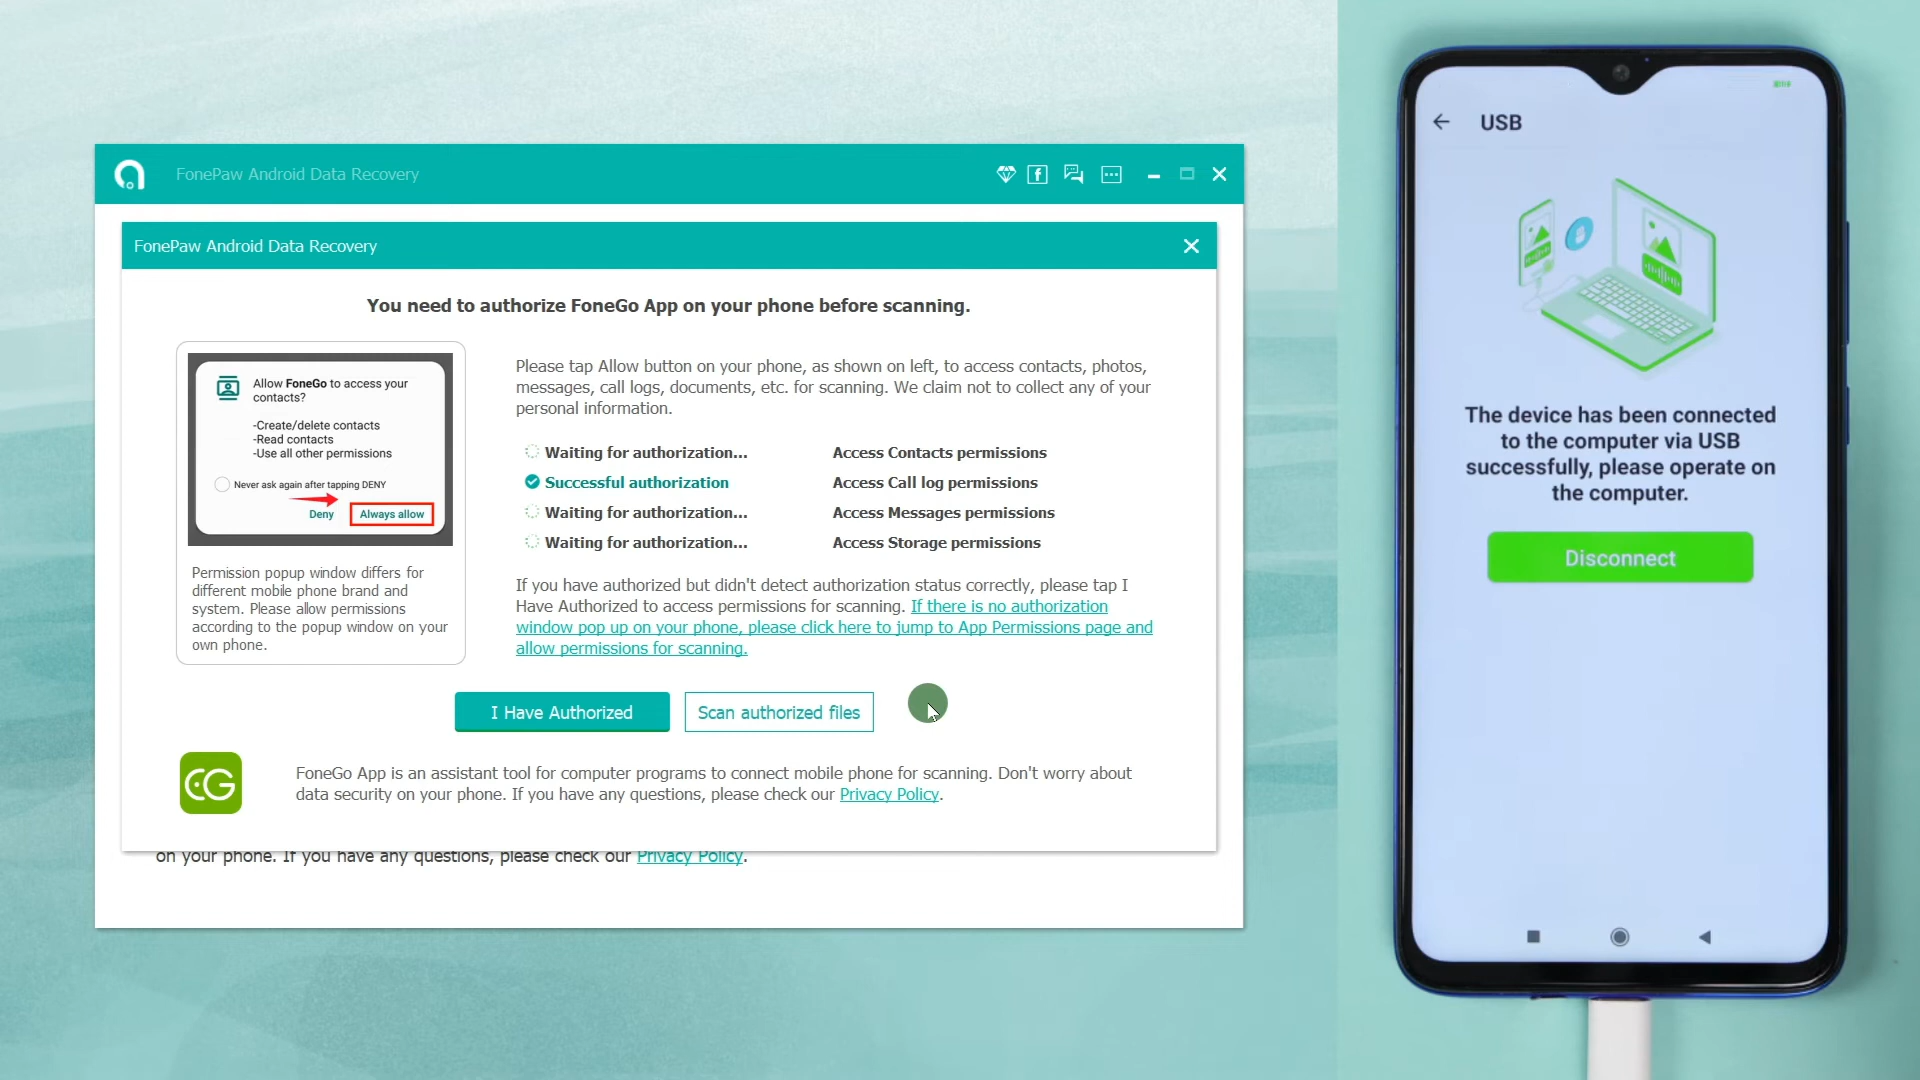 FonePaw Android Data Recovery
FonePaw Android Data Recovery
You need to authorize FoneGo App on your phone before scanning.
Allow FoneGo to access your
contacts?
-Create/delete contacts
-Read contacts
-Use all other permissions
Never ask again after tapping DENY
Deny
Always allow
Permission popup window differs for
different mobile phone brand and
system. Please allow permissions
according to the popup window on your
own phone.
Please tap Allow button on your phone, as shown on left, to access contacts, photos,
messages, call logs, documents, etc. for scanning. We claim not to collect any of your
personal information.
Waiting for authorization... Access Contacts permissions
Successful authorization Access Call log permissions
Waiting for authorization... Access Messages permissions
Waiting for authorization... Access Storage permissions
If you have authorized but didn't detect authorization status correctly, please tap I
Have Authorized to access permissions for scanning. If there is no authorization
window pop up on your phone, please click here to jump to App Permissions page and
allow permissions for scanning.
I Have Authorized
Scan authorized files
FoneGo App is an assistant tool for computer programs to connect mobile phone for scanning. Don't worry about
data security on your phone. If you have any questions, please check our Privacy Policy.
on your phone. If you have any questions, please check our Privacy Policy.
USB
The device has been connected
to the computer via USB
successfully, please operate on
the computer.
Disconnect